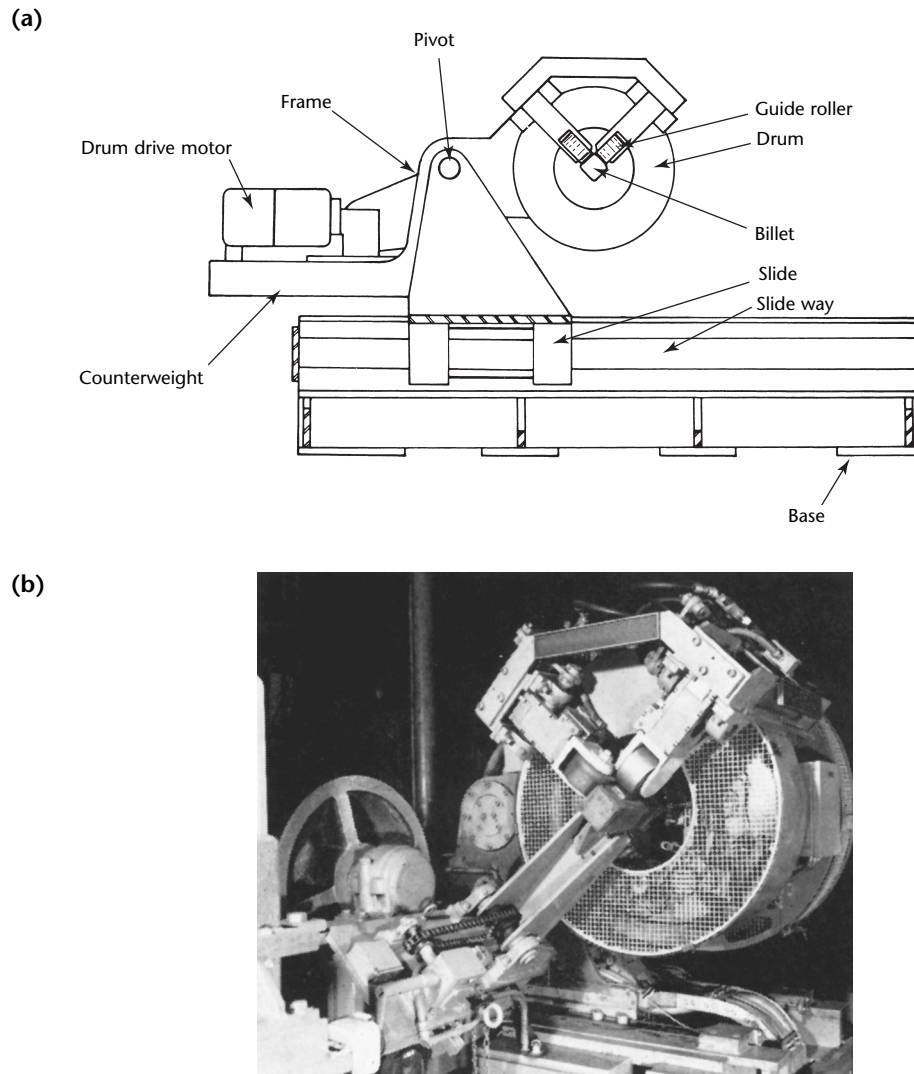 (a)
Pivot
Frame
Guide roller
Drum drive motor
Drum
Billet
Slide
Slide way
Counterweight
Base
(b)